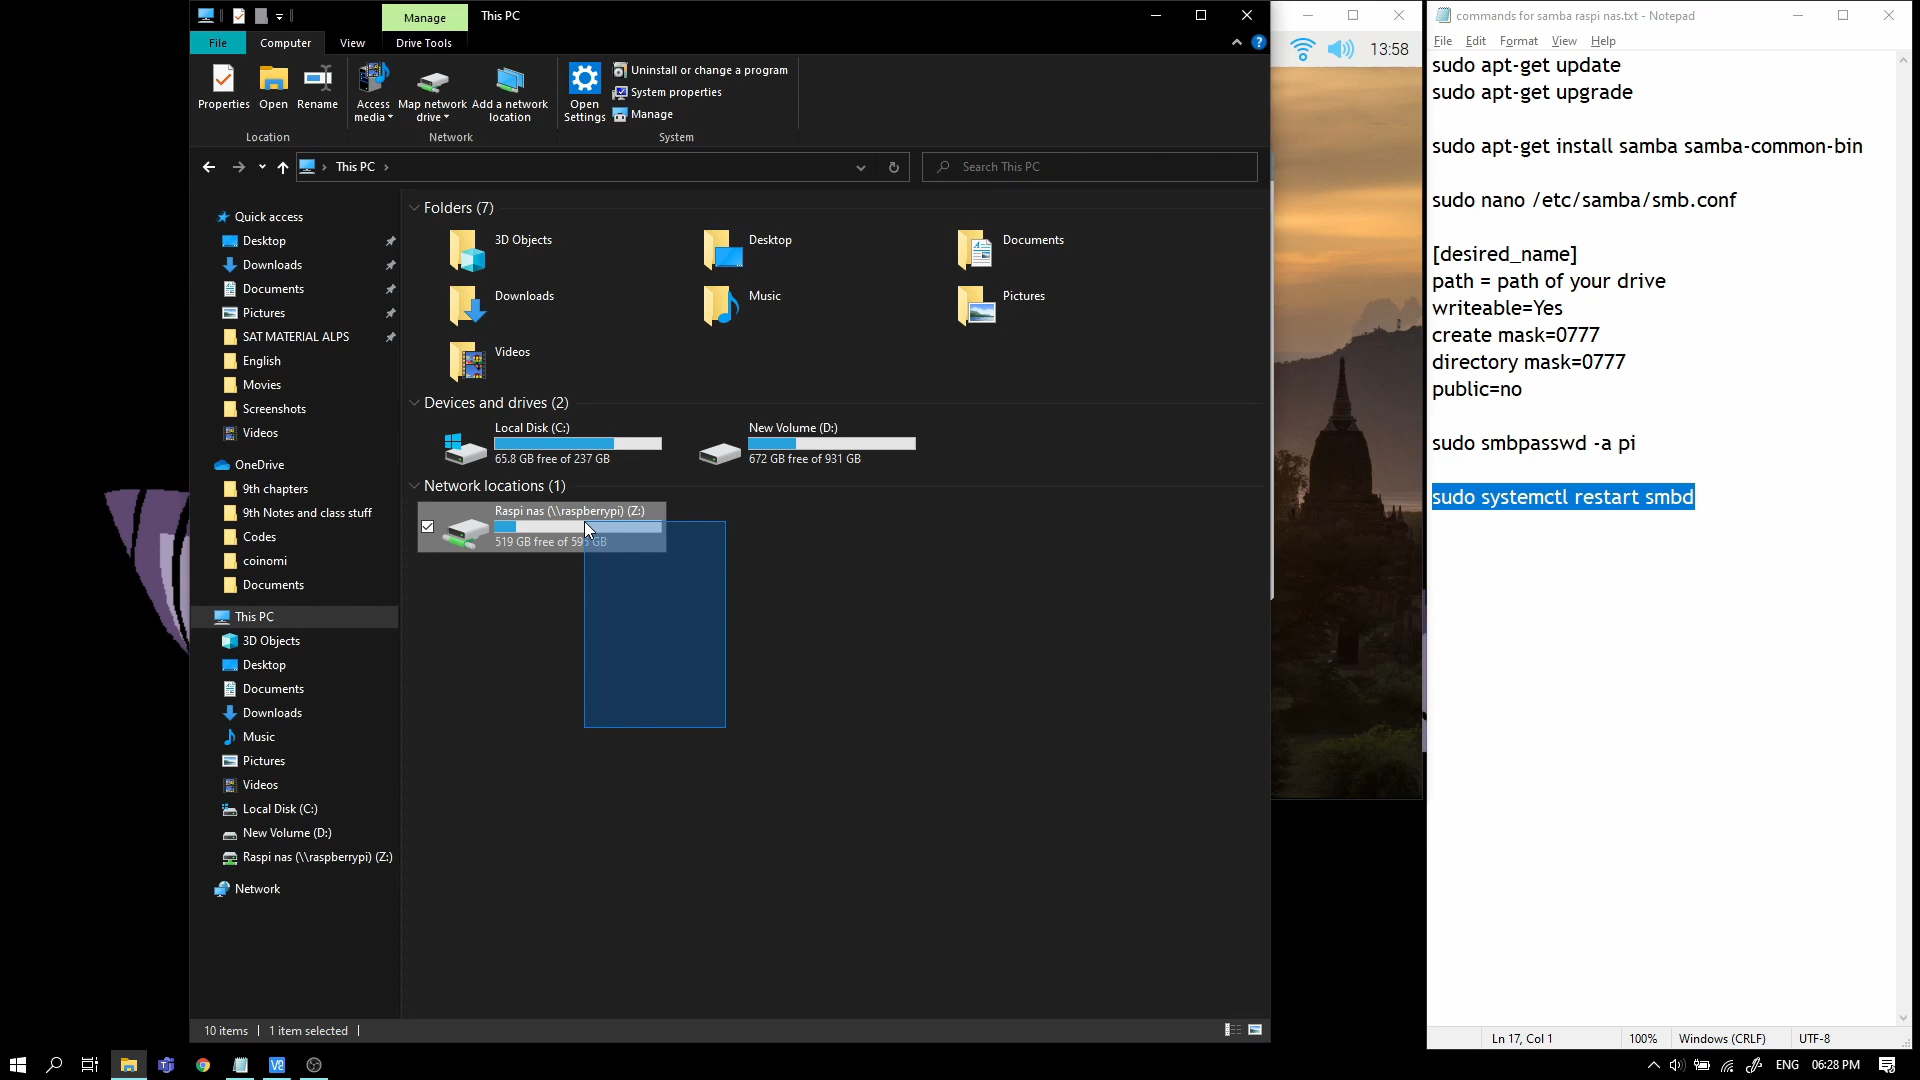 Manage
This PC
File
Computer
View
Drive Tools
Properties
Open
Rename
Access media
Map network drive
Add a network location
Open Settings
Uninstall or change a program
System properties
Manage
Location
Network
System
This PC
Search This PC
Quick access
Desktop
Downloads
Documents
Pictures
SAT MATERIAL ALPS
English
Movies
Screenshots
Videos
OneDrive
9th chapters
9th Notes and class stuff
Codes
coinomi
Documents
This PC
3D Objects
Desktop
Documents
Downloads
Music
Pictures
Videos
Local Disk (C:)
New Volume (D:)
Raspi nas (\\raspberrypi) (Z:)
Network
Folders (7)
3D Objects
Desktop
Documents
Downloads
Music
Pictures
Videos
Devices and drives (2)
Local Disk (C:)
65.8 GB free of 237 GB
New Volume (D:)
672 GB free of 931 GB
Network locations (1)
Raspi nas (\\raspberrypi) (Z:)
519 GB free of GB
10 items
1 item selected
13:58
commands for samba raspi nas.txt - Notepad
File Edit Format View Help
sudo apt-get update
sudo apt-get upgrade
sudo apt-get install samba samba-common-bin
sudo nano /etc/samba/smb.conf
[desired_name]
path = path of your drive
writeable=Yes
create mask=0777
directory mask=0777
public=no
sudo smbpasswd -a pi
sudo systemctl restart smbd
Ln 17, Col 1
100%
Windows (CRLF)
UTF-8
ENG
06:28 PM